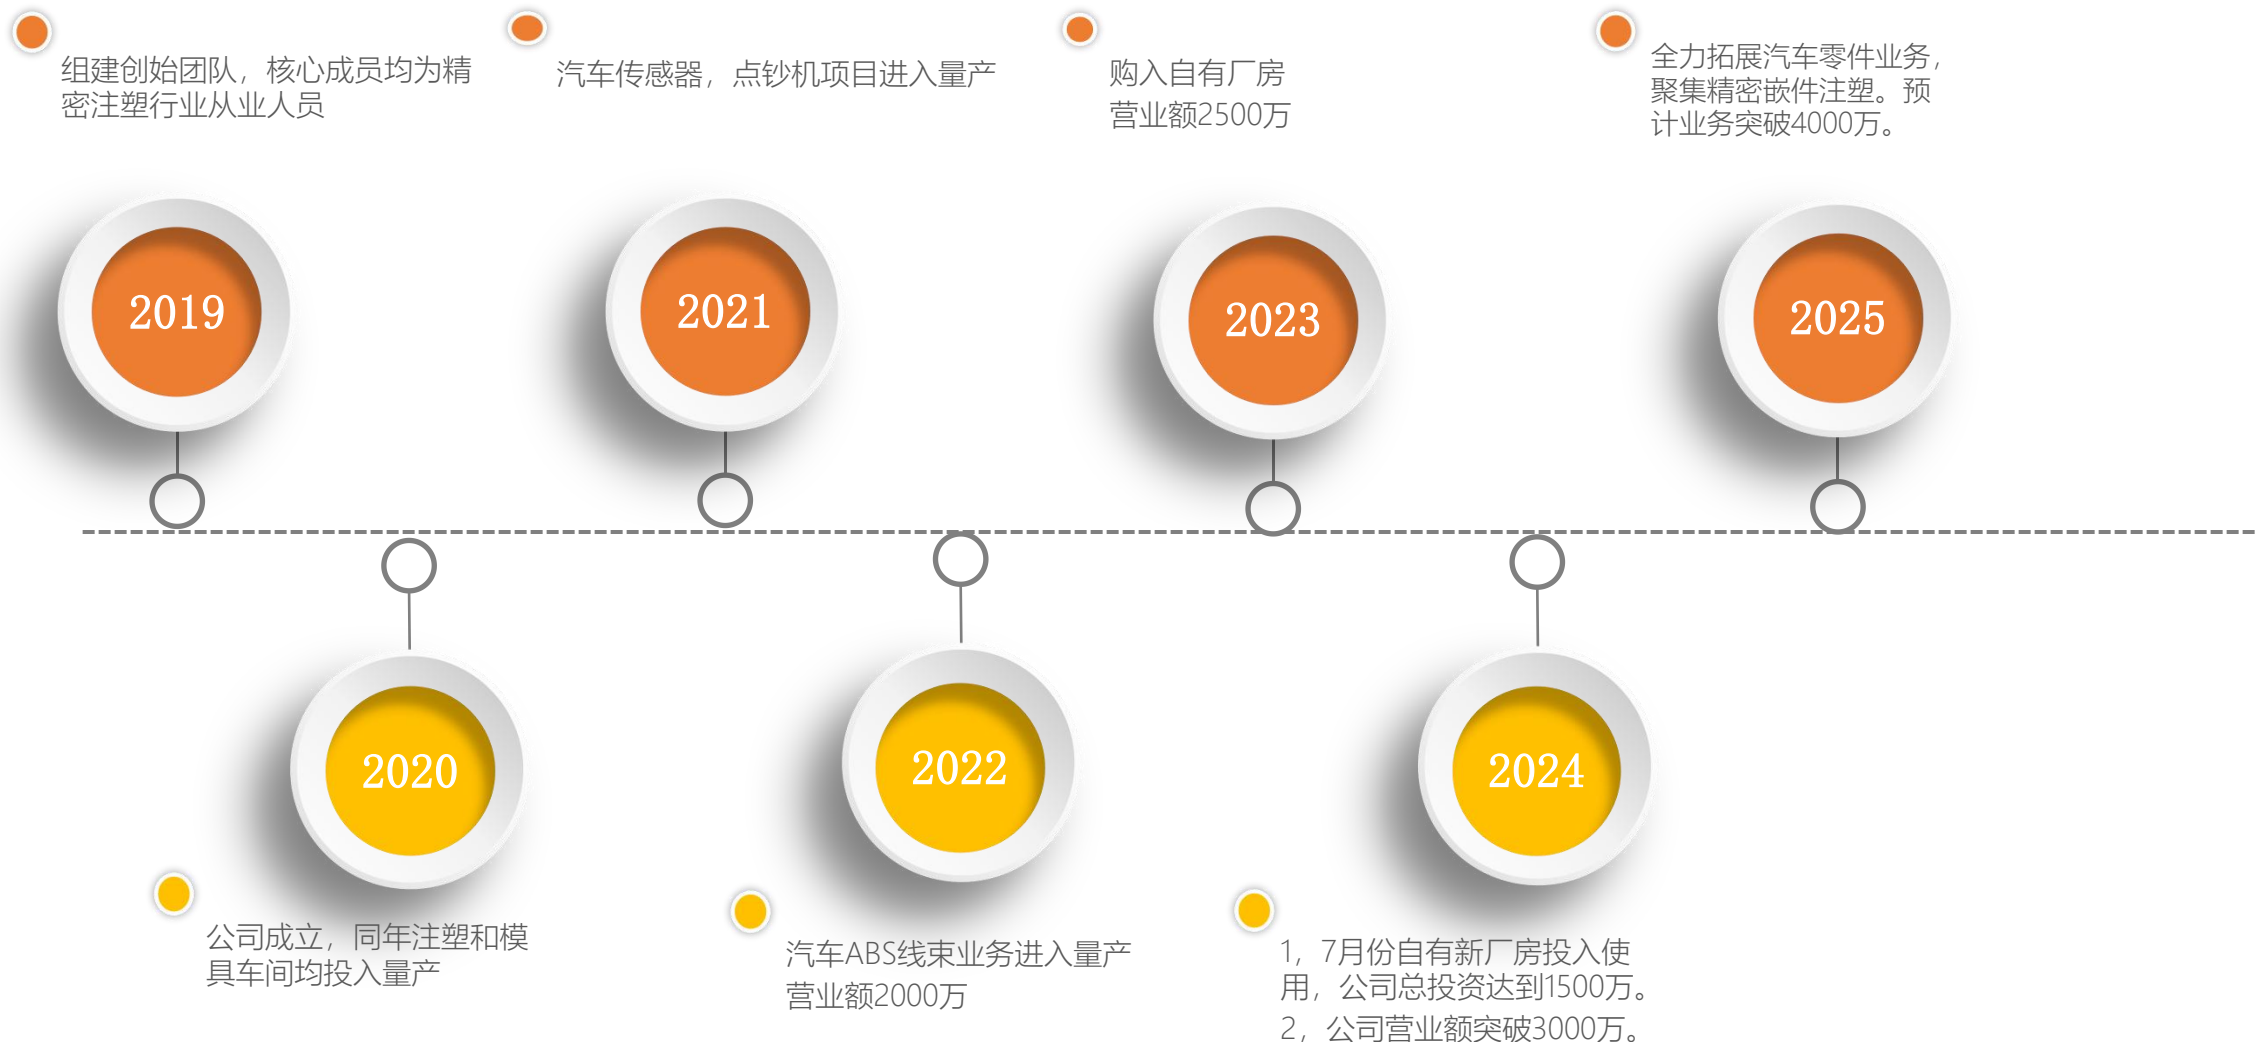 组建创始团队，核心成员均为精
密注塑行业从业人员
汽车传感器，点钞机项目进入量产
购入自有厂房
营业额2500万
全力拓展汽车零件业务，
聚集精密嵌件注塑。预
计业务突破4000万。
2019
2021
2023
2025
2020
2022
2024
公司成立，同年注塑和模
具车间均投入量产
汽车ABS线束业务进入量产
营业额2000万
1，7月份自有新厂房投入使
用，公司总投资达到1500万。
2，公司营业额突破3000万。